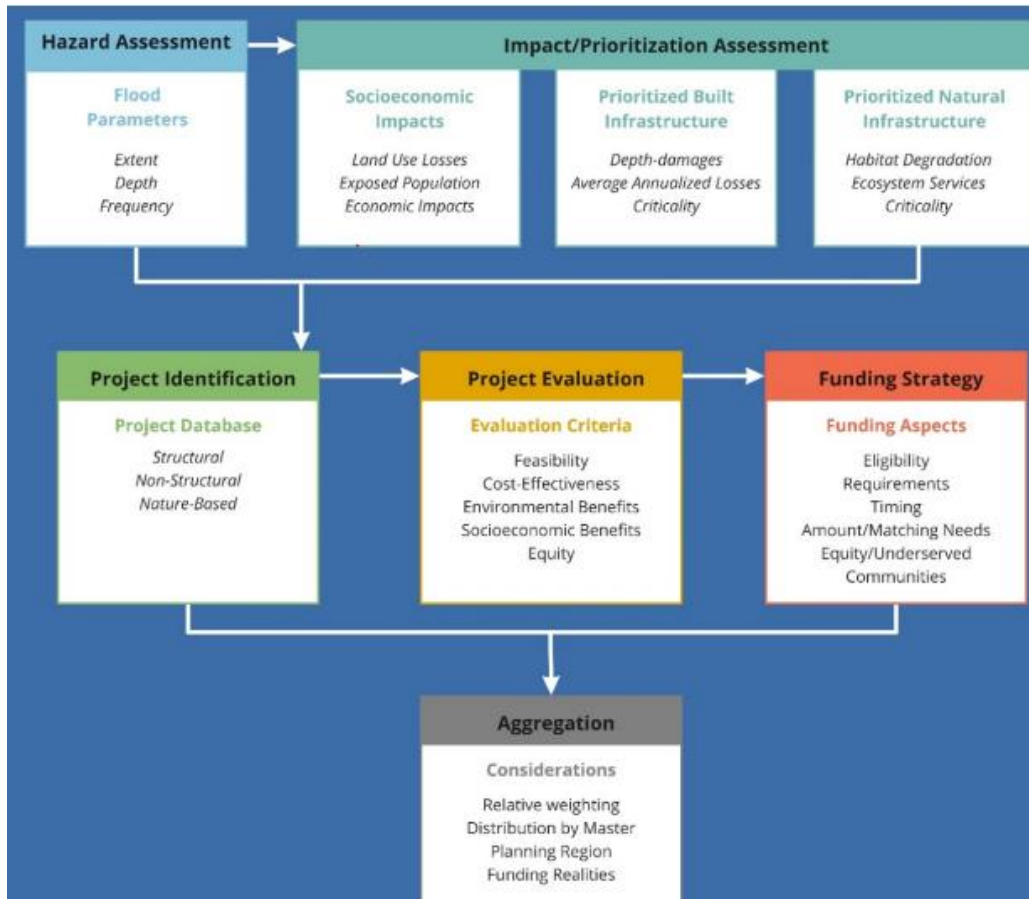 Hazard Assessment
Impact/Prioritization Assessment
Flood
Parameters
Extent
Depth
Frequency
Socioeconomic
Impacts
Land Use Losses
Exposed Population
Economic Impacts
Prioritized Built
Infrastructure
Depth-damages
Average Annualized Losses
Criticality
Prioritized Natural
Infrastructure
Habitat Degradation
Ecosystem Services
Criticality
Project Identification
Project Database
Structural
Non-Structural
Nature-Based
Project Evaluation
Evaluation Criteria
Feasibility
Cost-Effectiveness
Environmental Benefits
Socioeconomic Benefits
Equity
Funding Strategy
Funding Aspects
Eligibility
Requirements
Timing
Amount/Matching Needs
Equity/Underserved
Communities
Aggregation
Considerations
Relative weighting
Distribution by Master
Planning Region
Funding Realities